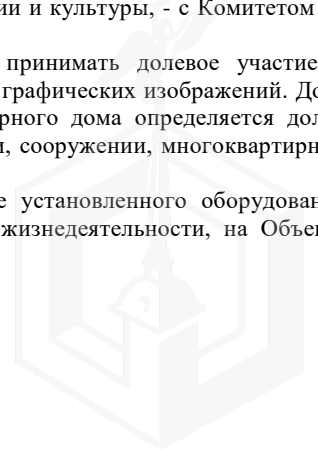 ии и культуры, - с Комитетом
принимать долевое участие
графических изображений. До
рного дома определяется дол
и, сооружении, многоквартирн
е установленного оборудован
жизнедеятельности, на Объе